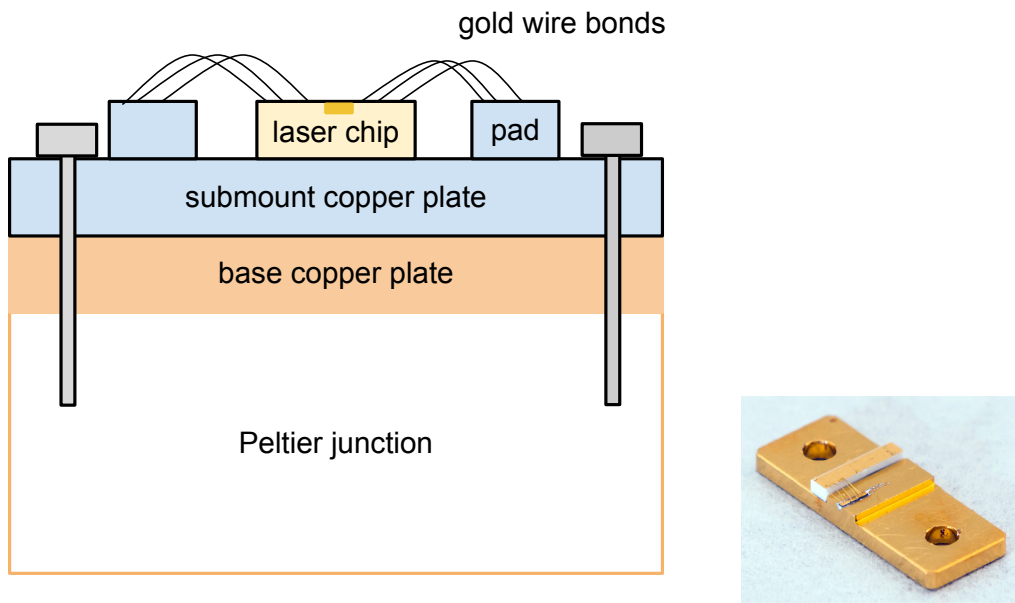 gold wire bonds
laser chip
pad
submount copper plate
base copper plate
Peltier junction